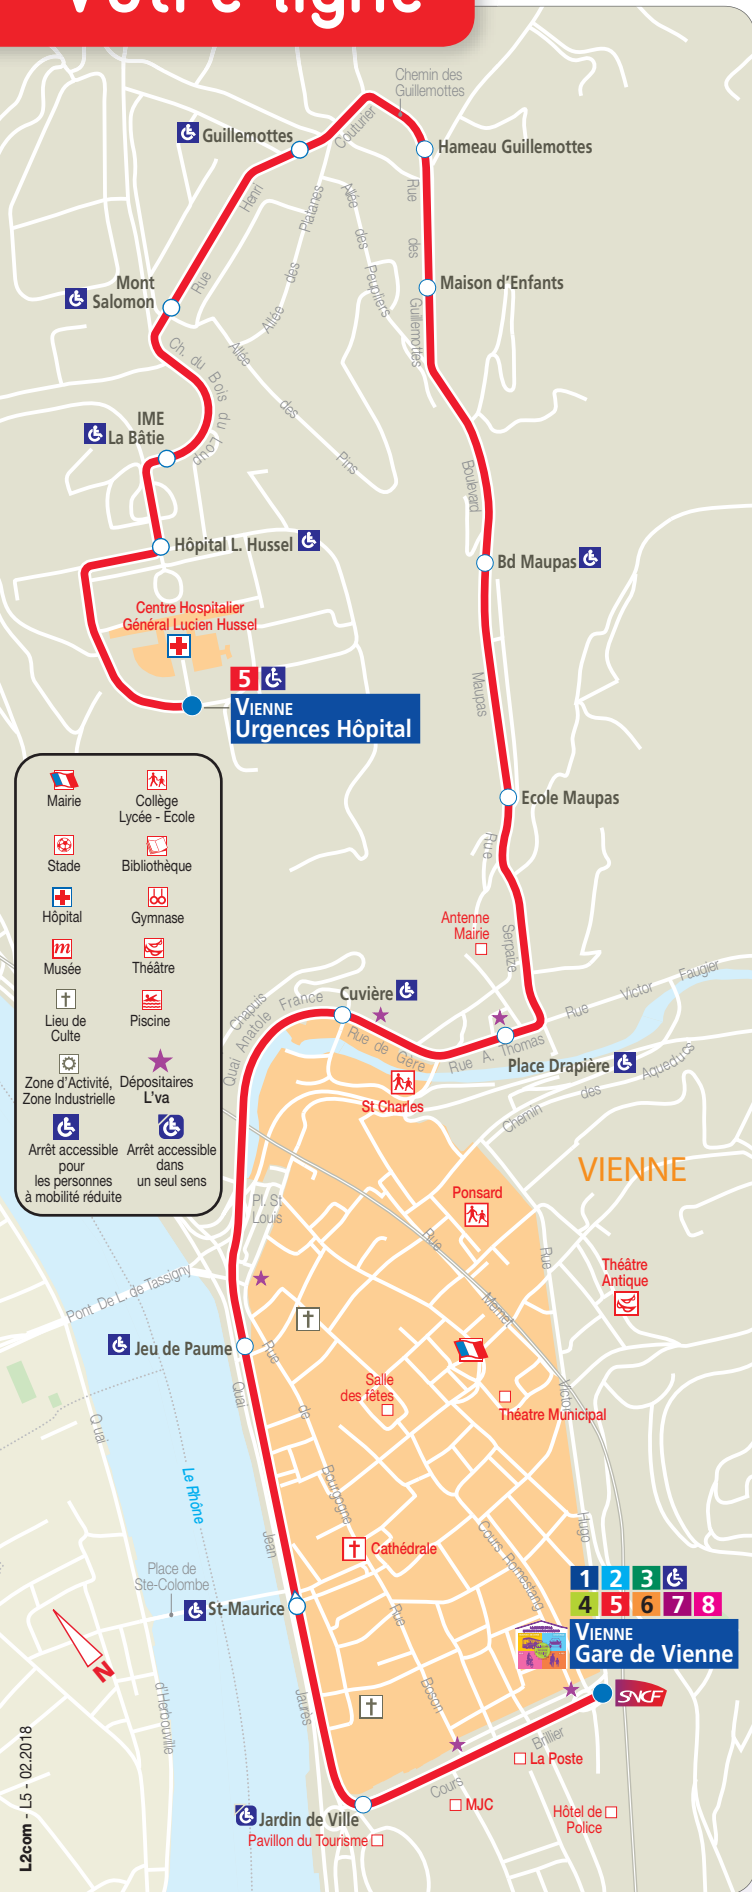 Votre ligne
Chemin des
Guillemottes
Guillemottes
Couturier
Hameau Guillemottes
Henri
Rue
Allée
des
Platanes
Allée
des
Peupliers
Rue
des
Guillemottes
Mont
Salomon
Maison d'Enfants
Ch. du Bois du Loup
Allée
des
Pins
IME
La Bâtie
Boulevard
Hôpital L. Hussel
Bd Maupas
Centre Hospitalier
Général Lucien Hussel
5
VIENNE
Urgences Hôpital
Maupas
Mairie
Collège
Lycée - Ecole
Stade
Bibliothèque
Hôpital
Gymnase
m
Musée
Théâtre
Lieu de
Culte
Piscine
Zone d'Activité,
Zone Industrielle
Dépositaires
L'va
Arrêt accessible
pour
les personnes
à mobilité réduite
Arrêt accessible
dans
un seul sens
Ecole Maupas
Rue
Serpaize
Antenne
Mairie
Cuvière
Chapuis
Quai Anatole France
Rue de Gère
Rue A. Thomas
Rue
Victor
Faugier
Place Drapière
Chemin
des
Aqueducs
St Charles
VIENNE
Ponsard
Pl. St
Louis
Rue
Mermet
Rue
Victor
Hugo
Théâtre
Antique
Pont De L. de Tassigny
Jeu de Paume
Rue
de
Bourgogne
Salle
des fêtes
Théatre Municipal
Quai
Jean
Jaurès
Quai
d'Herbouville
Le Rhône
Cathédrale
Cours Romestang
Place de
Ste-Colombe
St-Maurice
Rue
Boson
1 2 3
4 5 6 7 8
VIENNE
Gare de Vienne
SNCF
N
Cours
Brillier
La Poste
MJC
Hôtel de
Police
Jardin de Ville
Pavillon du Tourisme
L2com - L5 - 02.2018